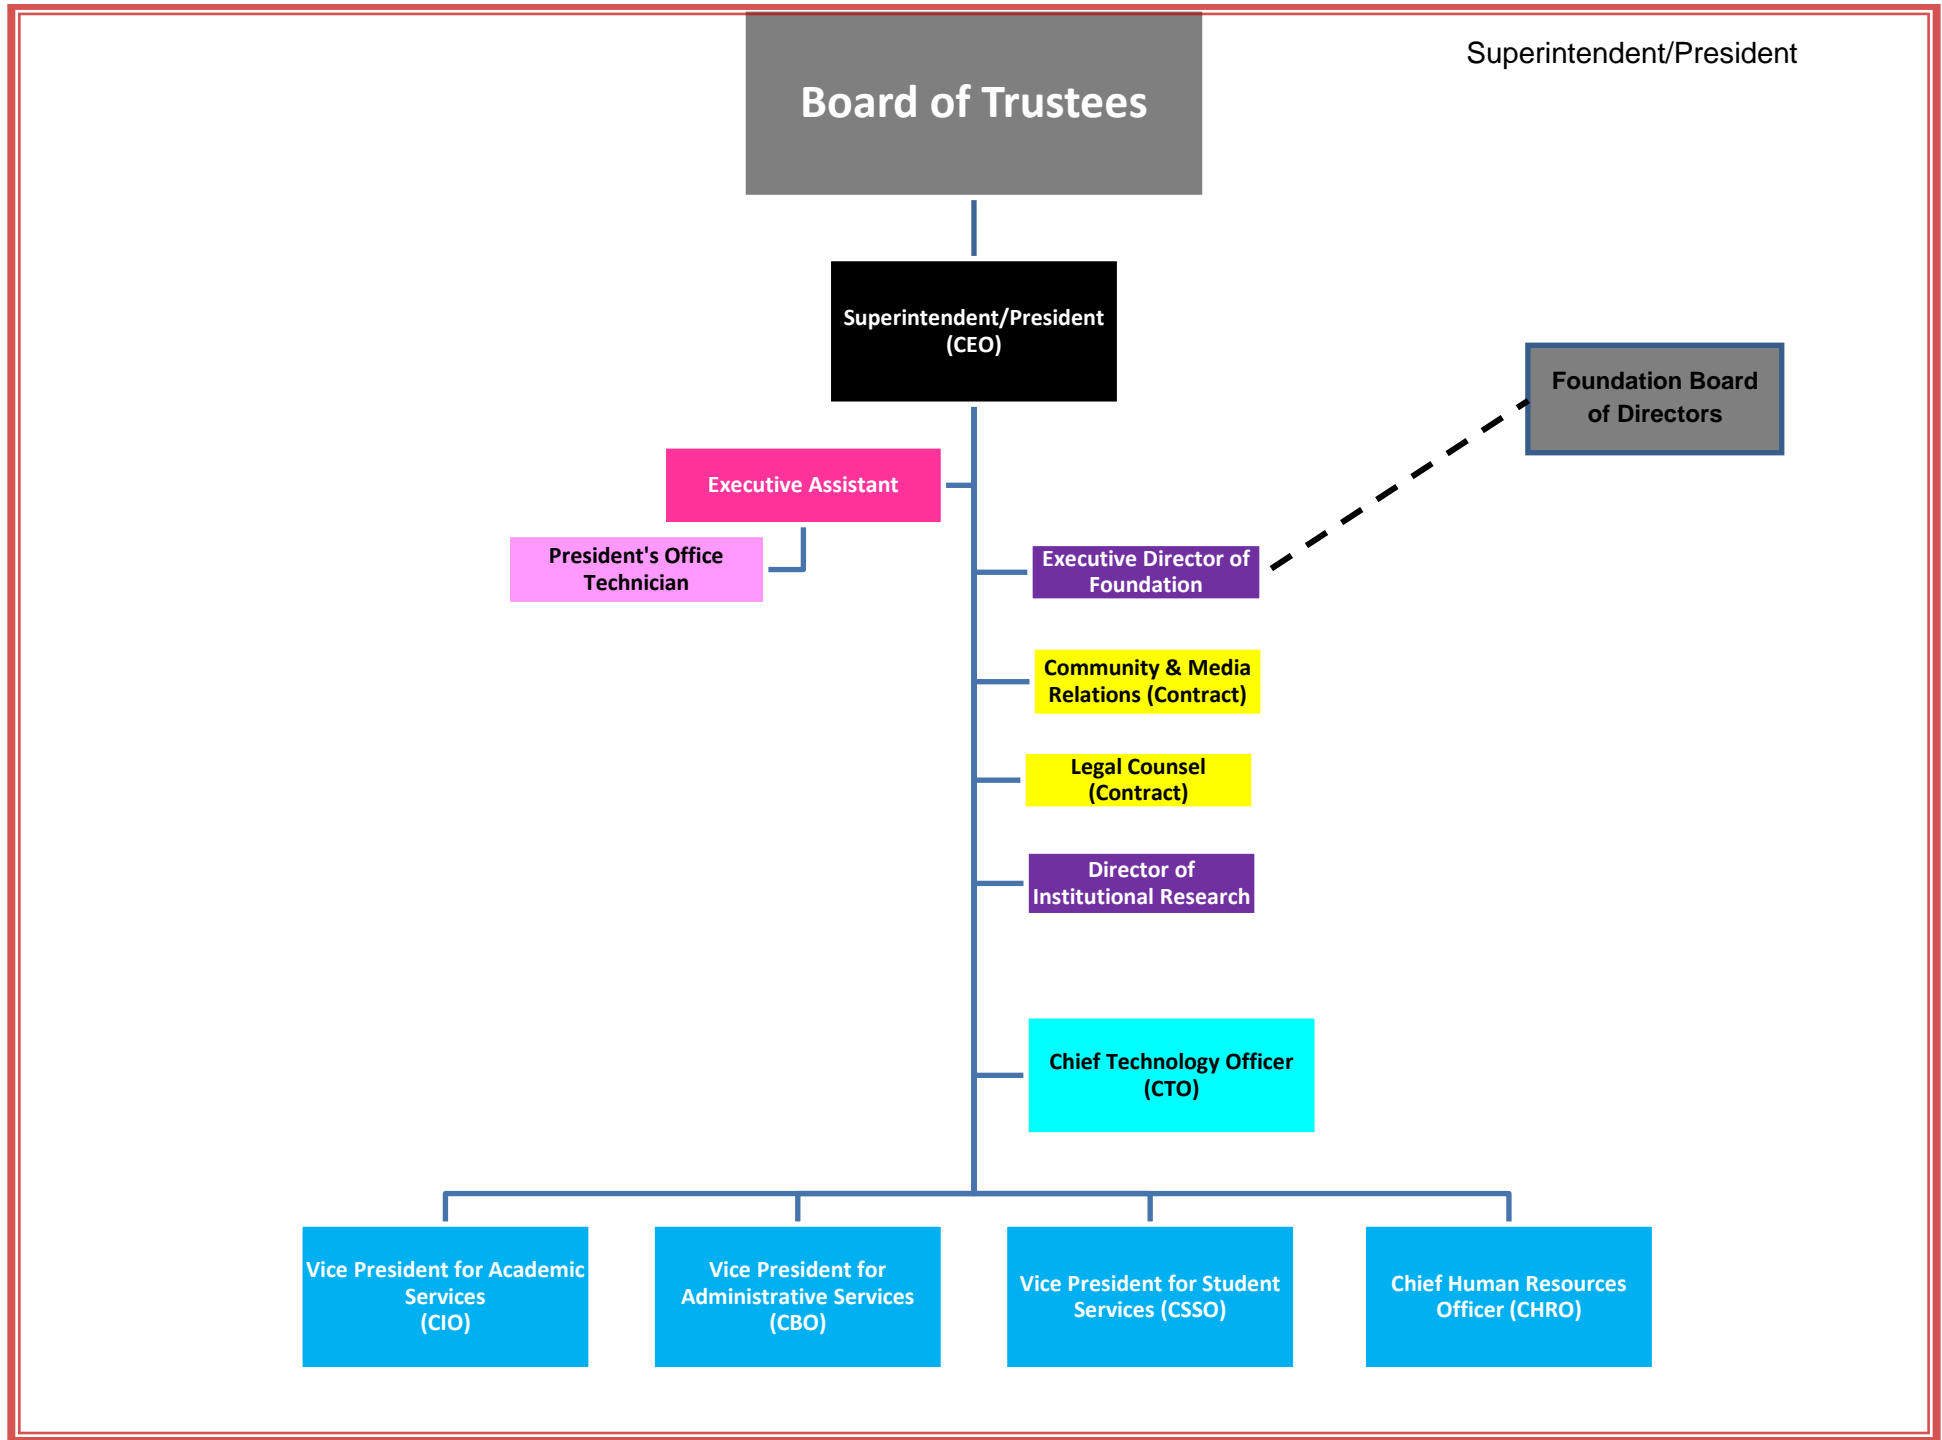 Superintendent/President
Board of Trustees
Superintendent/President
(CEO)
Foundation Board
of Directors
Executive Assistant
President's Office
Technician
Executive Director of
Foundation
Community & Media
Relations (Contract)
Legal Counsel
(Contract)
Director of
Institutional Research
Chief Technology Officer
(CTO)
Vice President for Academic
Services
(CIO)
Vice President for
Administrative Services
(CBO)
Vice President for Student
Services (CSSO)
Chief Human Resources
Officer (CHRO)